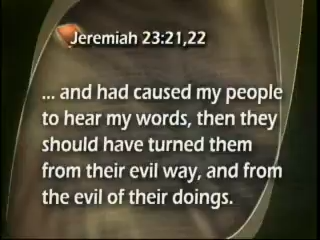 Jeremiah 23:21,22
... and had caused my people
to hear my words, then they
should have turned them
from their evil way, and from
the evil of their doings.